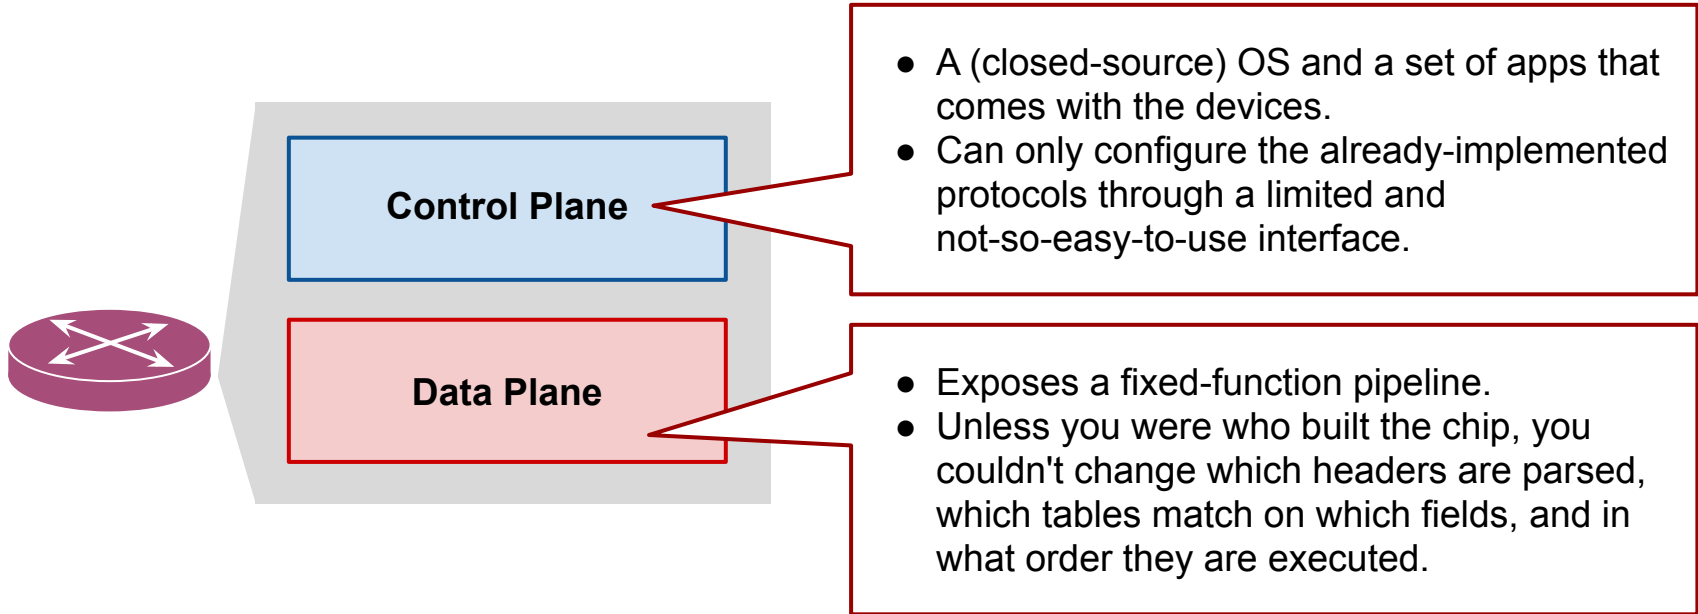 Control Plane
● A (closed-source) OS and a set of apps that
comes with the devices.
● Can only configure the already-implemented
protocols through a limited and
not-so-easy-to-use interface.
Data Plane
● Exposes a fixed-function pipeline.
● Unless you were who built the chip, you
couldn't change which headers are parsed,
which tables match on which fields, and in
what order they are executed.